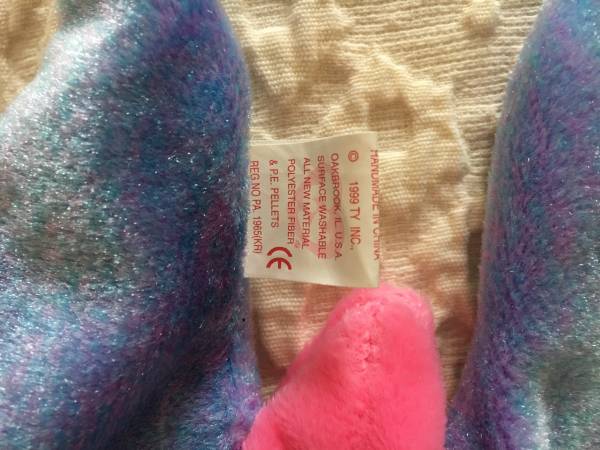 HANDMADE IN CHINA
© 1999 TY INC.,
OAKBROOK, IL. U.S.A.
SURFACE WASHABLE
ALL NEW MATERIAL
POLYESTER FIBER
& P.E. PELLETS
REG NO PA. 1965(KR)
CE